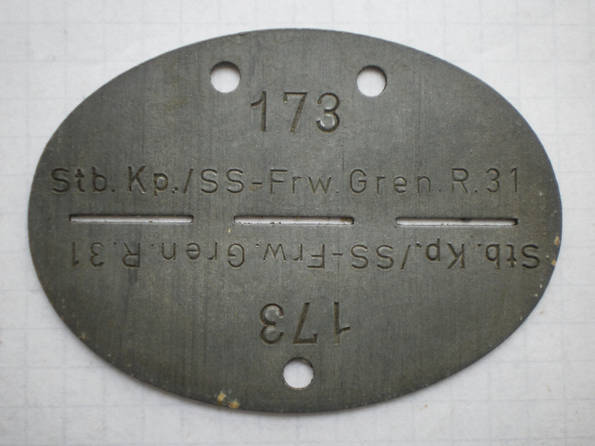 173
Stb. Kp./SS-Frw. Gren. R. 31
Stb. Kp./SS-Frw. Gren. R. 31
173